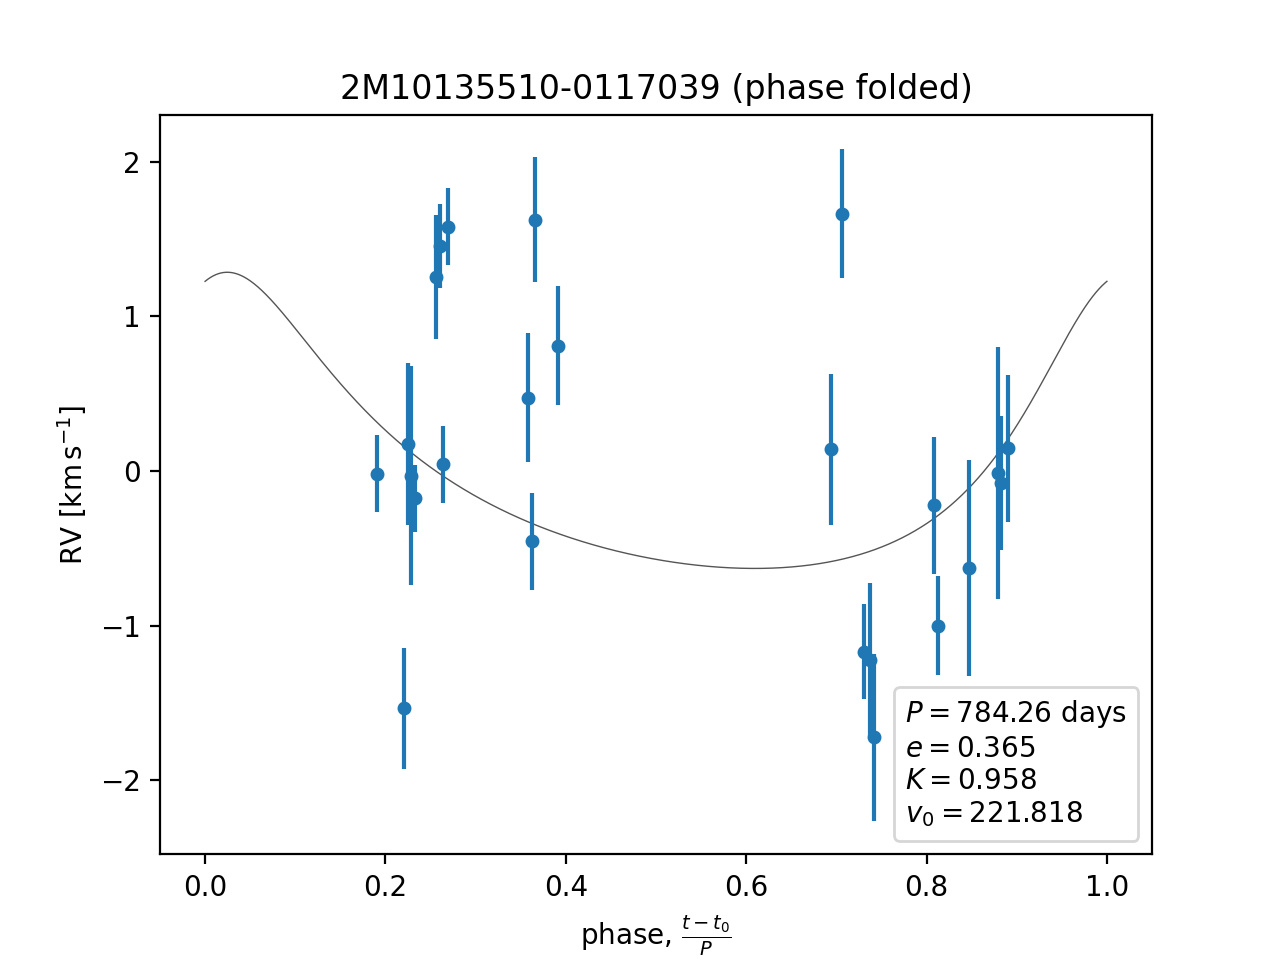 2M10135510-0117039 (phase folded)
RV [km s⁻¹]
2
1
0
−1
−2
P = 784.26 days
e = 0.365
K = 0.958
v₀ = 221.818
0.0 0.2 0.4 0.6 0.8 1.0
phase, (t − t₀)/P